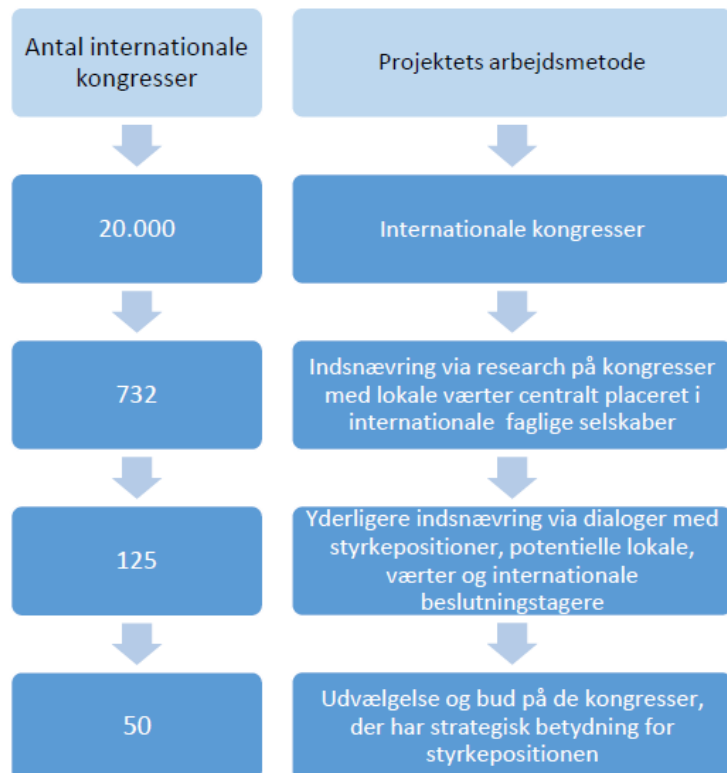 Antal internationale
kongresser
Projektets arbejdsmetode
20.000
Internationale kongresser
732
Indsnævring via research på kongresser
med lokale værter centralt placeret i
internationale faglige selskaber
125
Yderligere indsnævring via dialoger med
styrkepositioner, potentielle lokale,
værter og internationale
beslutningstagere
50
Udvælgelse og bud på de kongresser,
der har strategisk betydning for
styrkepositionen